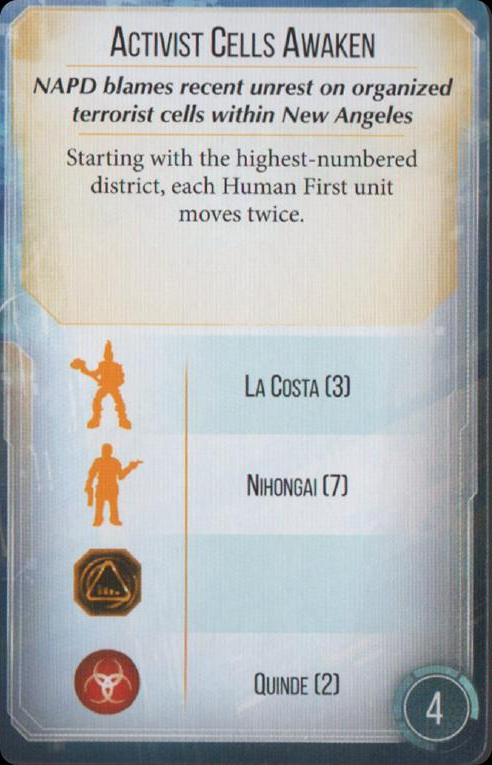 Activist Cells Awaken
NAPD blames recent unrest on organized
terrorist cells within New Angeles
Starting with the highest-numbered
district, each Human First unit
moves twice.
La Costa (3)
Nihongai (7)
Quinde (2)
4